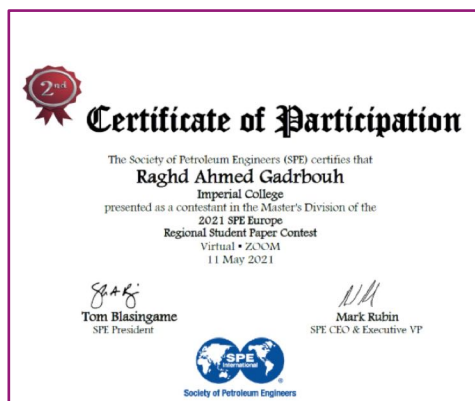 2nd
Certificate of Participation
The Society of Petroleum Engineers (SPE) certifies that
Raghd Ahmed Gadrbouh
Imperial College
presented as a contestant in the Master's Division of the
2021 SPE Europe
Regional Student Paper Contest
Virtual • ZOOM
11 May 2021
Tom Blasingame
SPE President
Mark Rubin
SPE CEO & Executive VP
SPE
International
®
Society of Petroleum Engineers